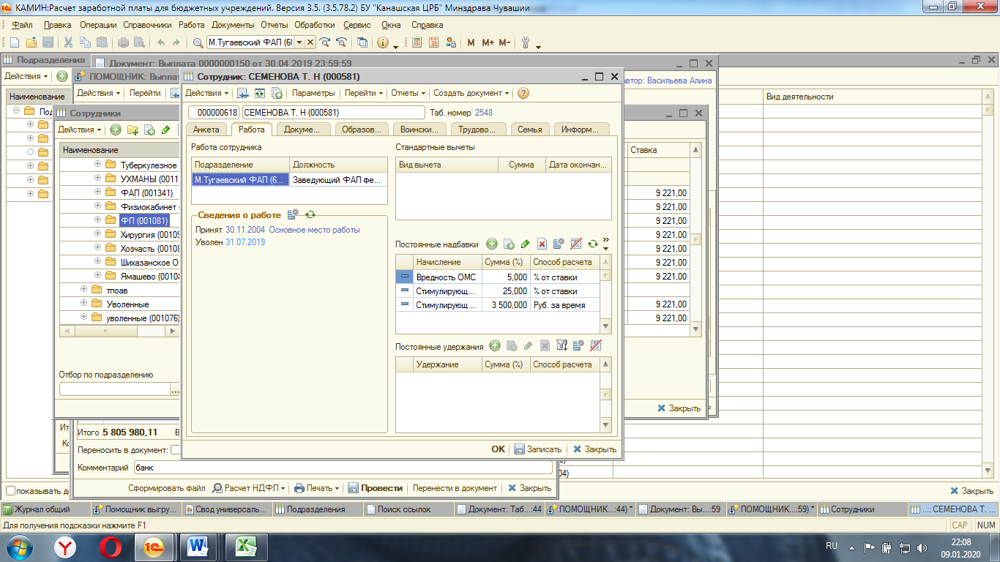 КАМИН:Расчет заработной платы для бюджетных учреждений. Версия 3.5. (3.5.78.2) БУ "Канашская ЦРБ" Минздрава Чувашии
Файл Правка Операции Справочники Работа Документы Отчеты Обработки Сервис Окна Справка
М.Тугаевский ФАП (6 M M+ M-
Подразделения
Документ: Выплата 0000000150 от 30.04.2019 23:59:59
Действия
ПОМОЩНИК: Выплат
Сотрудник: СЕМЕНОВА Т. Н (000581)
Автор: Васильева Алина
Действия Перейти
Действия Параметры Перейти Отчеты Создать документ
Наименование
Вид деятельности
Сотрудники
000000618 СЕМЕНОВА Т. Н (000581) Таб. номер 2548
Действия
Анкета Работа Докуме... Образов... Воински... Трудово... Семья Информ...
Работа сотрудника
Стандартные вычеты
Наименование
Ставка
Подразделение Должность
Вид вычета Сумма Дата окончан...
М.Тугаевский ФАП (6... Заведующий ФАП фе...
Туберкулезное
УХМАНЫ (0011
ФАП (001341)
9 221,00
Физиокабинет
9 221,00
ФП (001081)
9 221,00
Хирургия (00109
9 221,00
Хозчасть (00108
9 221,00
Шихазанское О
9 221,00
Ямашево (00108
9 221,00
тпоав
Уволенные
9 221,00
уволенные (001076)
9 221,00
Сведения о работе
Принят 30.11.2004 Основное место работы
Уволен 31.07.2019
Постоянные надбавки
Начисление Сумма (%) Способ расчета
Вредность ОМС 5,000 % от ставки
Стимулирующ... 25,000 % от ставки
Стимулирующ... 3 500,000 Руб. за время
Постоянные удержания
Удержание Сумма (%) Способ расчета
Отбор по подразделению
Закрыть
Итого 5 805 980,11
OK Записать Закрыть
Переносить в документ:
Комментарий банк
04)
Сформировать файл Расчет НДФЛ Печать Провести Перенести в документ Закрыть
показывать д
Закрыть
Журнал общий Помощник выгру... Свод универсаль... Подразделения Поиск ссылок Документ: Таб...:44 ПОМОЩНИК...:44) * Документ: Вы...:59 ПОМОЩНИК...:59) * Сотрудники ...: СЕМЕНОВА Т. ...
Для получения подсказки нажмите F1
CAP NUM
RU
22:08
09.01.2020